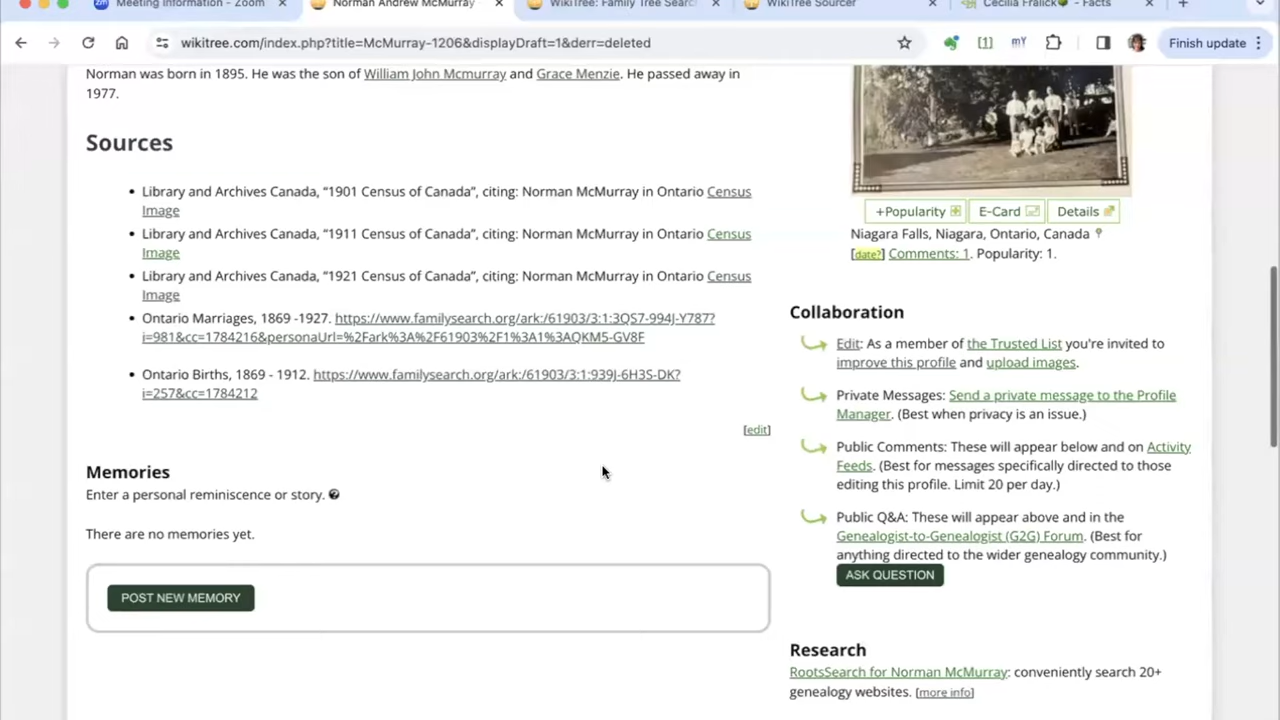 Meeting Information - Zoom
Norman Andrew McMurray
WikiTree: Family Tree Searc
WikiTree Sourcer
Cecilia Fralick - Facts
wikitree.com/index.php?title=McMurray-1206&displayDraft=1&derr=deleted
[1]
mY
Finish update
Norman was born in 1895. He was the son of William John Mcmurray and Grace Menzie. He passed away in
1977.
Sources
• Library and Archives Canada, "1901 Census of Canada", citing: Norman McMurray in Ontario Census
Image
• Library and Archives Canada, "1911 Census of Canada", citing: Norman McMurray in Ontario Census
Image
• Library and Archives Canada, "1921 Census of Canada", citing: Norman McMurray in Ontario Census
Image
• Ontario Marriages, 1869 -1927. https://www.familysearch.org/ark:/61903/3:1:3QS7-994J-Y787?
i=981&cc=1784216&personaUrl=%2Fark%3A%2F61903%2F1%3A1%3AQKM5-GV8F
• Ontario Births, 1869 - 1912. https://www.familysearch.org/ark:/61903/3:1:939J-6H3S-DK?
i=257&cc=1784212
[edit]
Memories
Enter a personal reminiscence or story.
There are no memories yet.
POST NEW MEMORY
+Popularity
E-Card
Details
Niagara Falls, Niagara, Ontario, Canada
[date?] Comments: 1. Popularity: 1.
Collaboration
Edit: As a member of the Trusted List you're invited to
improve this profile and upload images.
Private Messages: Send a private message to the Profile
Manager. (Best when privacy is an issue.)
Public Comments: These will appear below and on Activity
Feeds. (Best for messages specifically directed to those
editing this profile. Limit 20 per day.)
Public Q&A: These will appear above and in the
Genealogist-to-Genealogist (G2G) Forum. (Best for
anything directed to the wider genealogy community.)
ASK QUESTION
Research
RootsSearch for Norman McMurray: conveniently search 20+
genealogy websites. [more info]